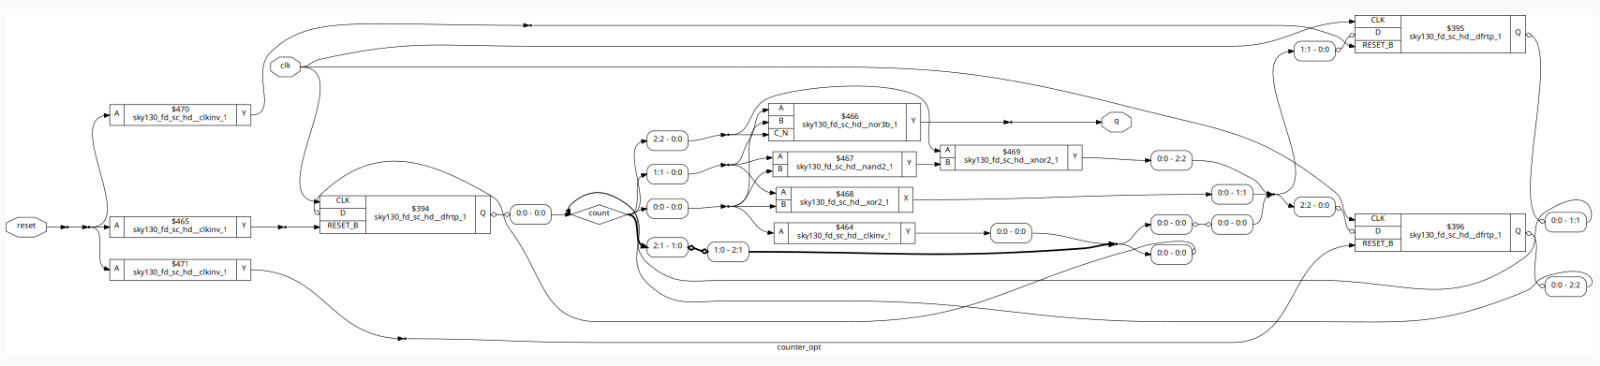 CLK
D
RESET_B
$395
sky130_fd_sc_hd__dfrtp_1
Q
1:1 - 0:0
clk
A
$470
sky130_fd_sc_hd__clkinv_1
Y
A
B
C_N
$466
sky130_fd_sc_hd__nor3b_1
Y
q
2:2 - 0:0
A
B
$467
sky130_fd_sc_hd__nand2_1
Y
A
B
$469
sky130_fd_sc_hd__xnor2_1
Y
0:0 - 2:2
1:1 - 0:0
A
B
$468
sky130_fd_sc_hd__xor2_1
X
0:0 - 1:1
reset
A
$465
sky130_fd_sc_hd__clkinv_1
Y
CLK
D
RESET_B
$394
sky130_fd_sc_hd__dfrtp_1
Q
0:0 - 0:0
count
0:0 - 0:0
2:2 - 0:0
A
$464
sky130_fd_sc_hd__clkinv_1
Y
0:0 - 0:0
0:0 - 0:0
0:0 - 0:0
CLK
D
RESET_B
$396
sky130_fd_sc_hd__dfrtp_1
Q
0:0 - 1:1
2:1 - 1:0
1:0 - 2:1
0:0 - 0:0
A
$471
sky130_fd_sc_hd__clkinv_1
Y
0:0 - 2:2
counter_opt